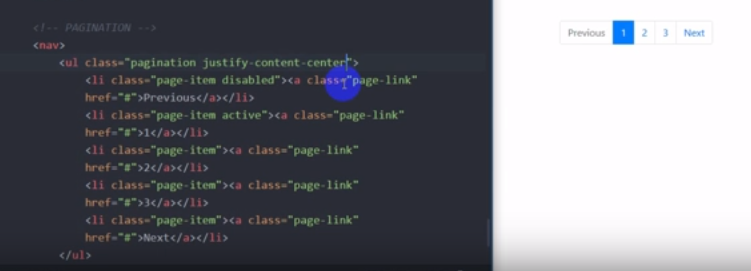 <!-- PAGINATION -->
<nav>
<ul class="pagination justify-content-center">
<li class="page-item disabled"><a class="page-link"
href="#">Previous</a></li>
<li class="page-item active"><a class="page-link"
href="#">1</a></li>
<li class="page-item"><a class="page-link"
href="#">2</a></li>
<li class="page-item"><a class="page-link"
href="#">3</a></li>
<li class="page-item"><a class="page-link"
href="#">Next</a></li>
</ul>
Previous 1 2 3 Next